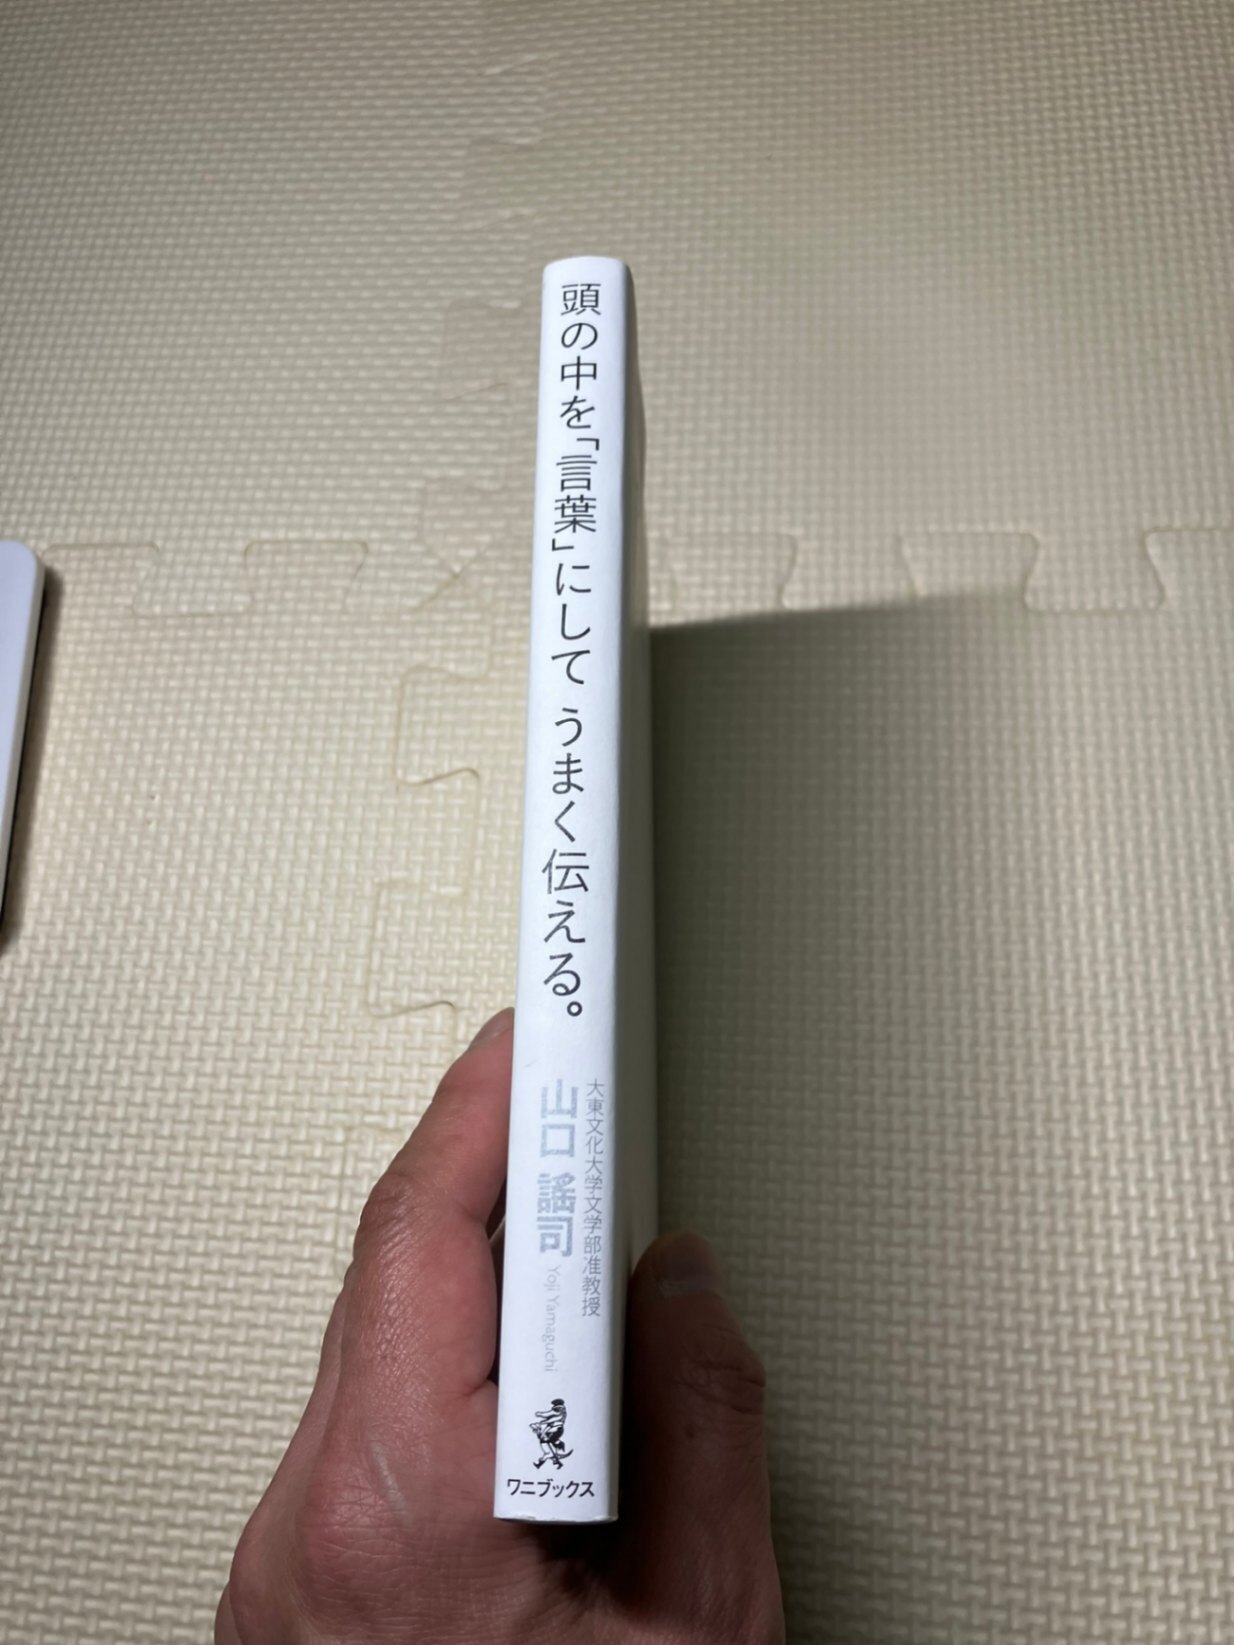 頭の中を「言葉」にして うまく伝える。
大東文化大学文学部准教授
山口 謠司
Yoji Yamaguchi
ワニブックス